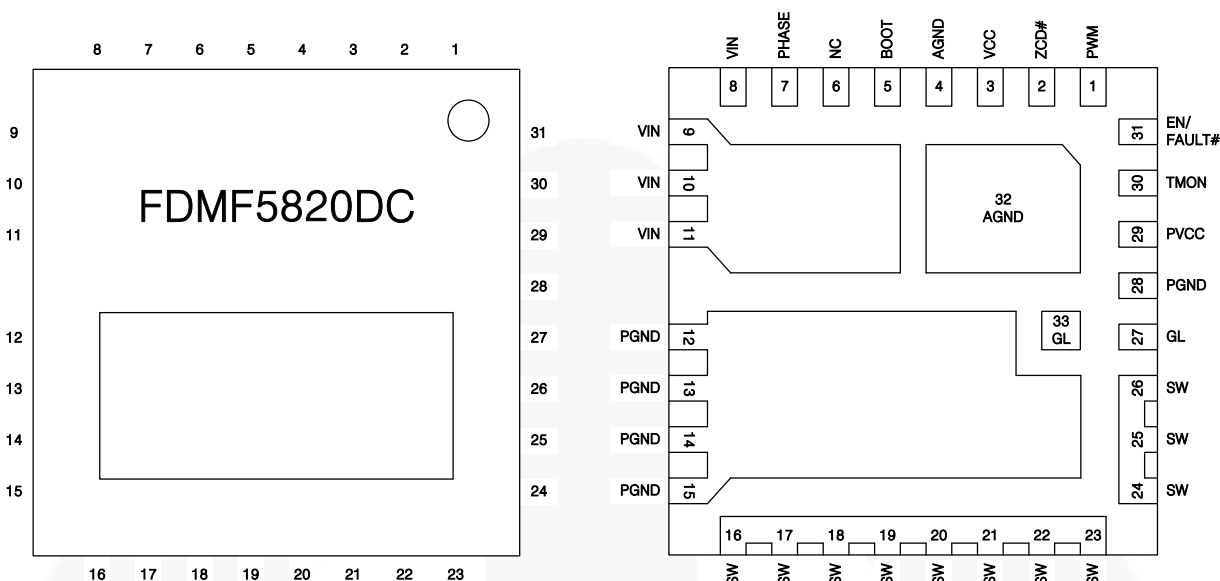 8 7 6 5 4 3 2 1
9
10
11
12
13
14
15
FDMF5820DC
31
30
29
28
27
26
25
24
16 17 18 19 20 21 22 23
VIN PHASE NC BOOT AGND VCC ZCD# PWM
8 7 6 5 4 3 2 1
VIN 9
VIN 10
VIN 11
PGND 12
PGND 13
PGND 14
PGND 15
32
AGND
33
GL
31 EN/
FAULT#
30 TMON
29 PVCC
28 PGND
27 GL
26 SW
25 SW
24 SW
16 17 18 19 20 21 22 23
SW SW SW SW SW SW SW SW